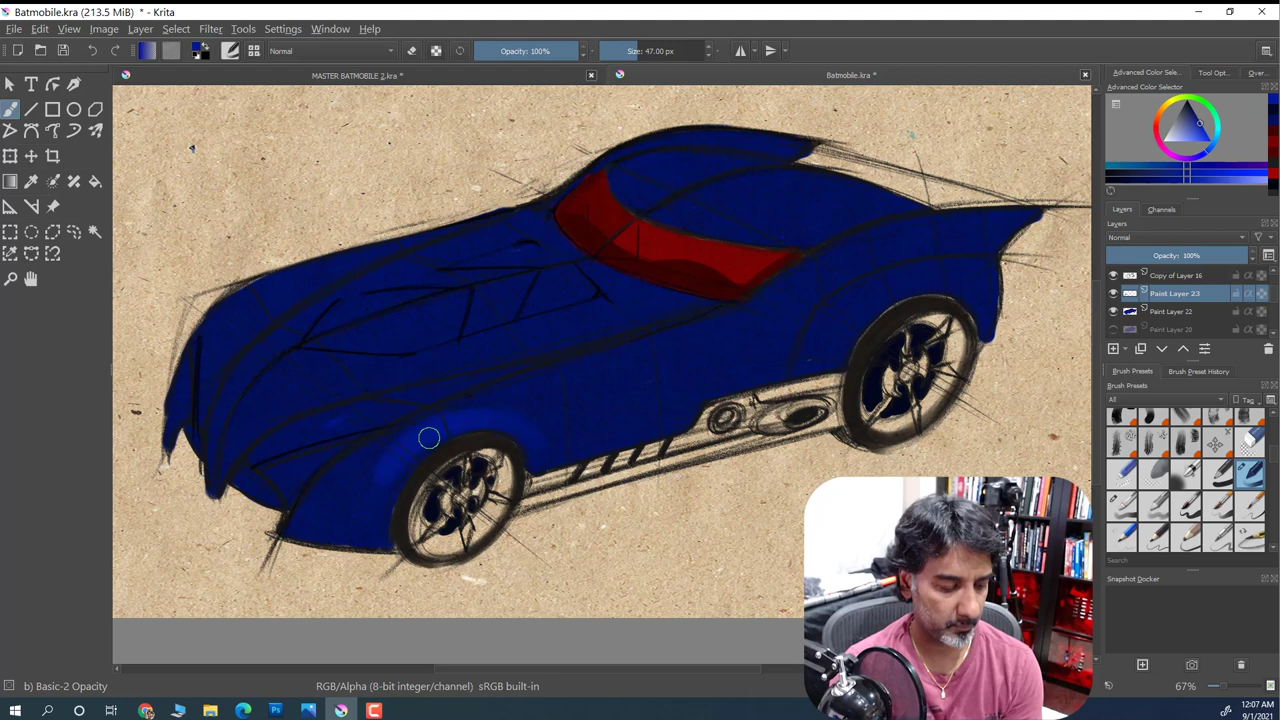 Batmobile.kra (213.5 MiB) * - Krita
File Edit View Image Layer Select Filter Tools Settings Window Help
Normal Opacity: 100% Size: 47.00 px
MASTER BATMOBILE 2.kra * Batmobile.kra *
Advanced Color Sele... Tool Opt... Over...
Advanced Color Selector
Layers Channels
Layers
Normal
Opacity: 100%
Copy of Layer 16
Paint Layer 23
Paint Layer 22
Paint Layer 20
Brush Presets Brush Preset History
Brush Presets
All Tag
Search
Snapshot Docker
b) Basic-2 Opacity RGB/Alpha (8-bit integer/channel) sRGB built-in 67%
12:07 AM
9/1/2021